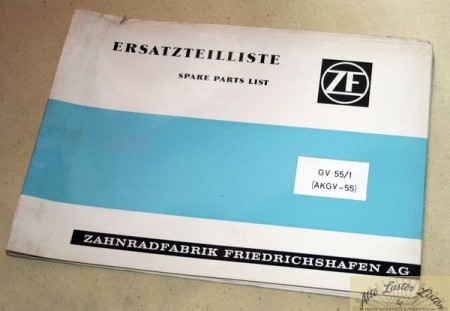 ERSATZTEILLISTE
SPARE PARTS LIST
ZF
GV 55/1
(AKGV-55)
ZAHNRADFABRIK FRIEDRICHSHAFEN AG
Alte Laster Listen